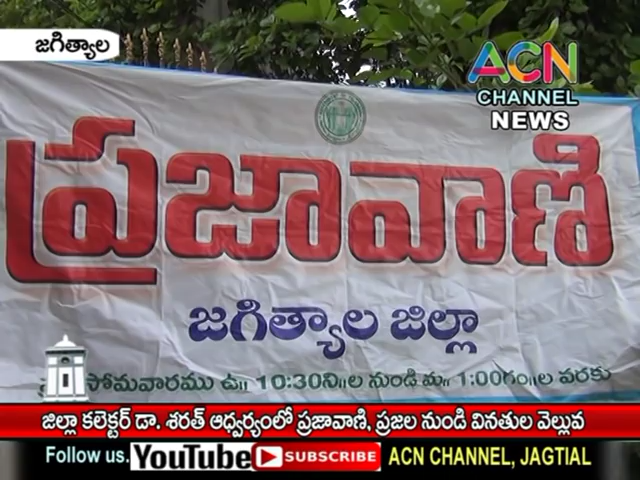 జగిత్యాల
ACN
CHANNEL
NEWS
ప్రజావాణి
జగిత్యాల జిల్లా
సోమవారము ఉ॥ 10:30ని॥ల నుండి మ॥ 1:00గం॥ల వరకు
జిల్లా కలెక్టర్ డా. శరత్ ఆధ్వర్యంలో ప్రజావాణి, ప్రజల నుండి వినతుల వెల్లువ
Follow us. YouTube SUBSCRIBE ACN CHANNEL, JAGTIAL